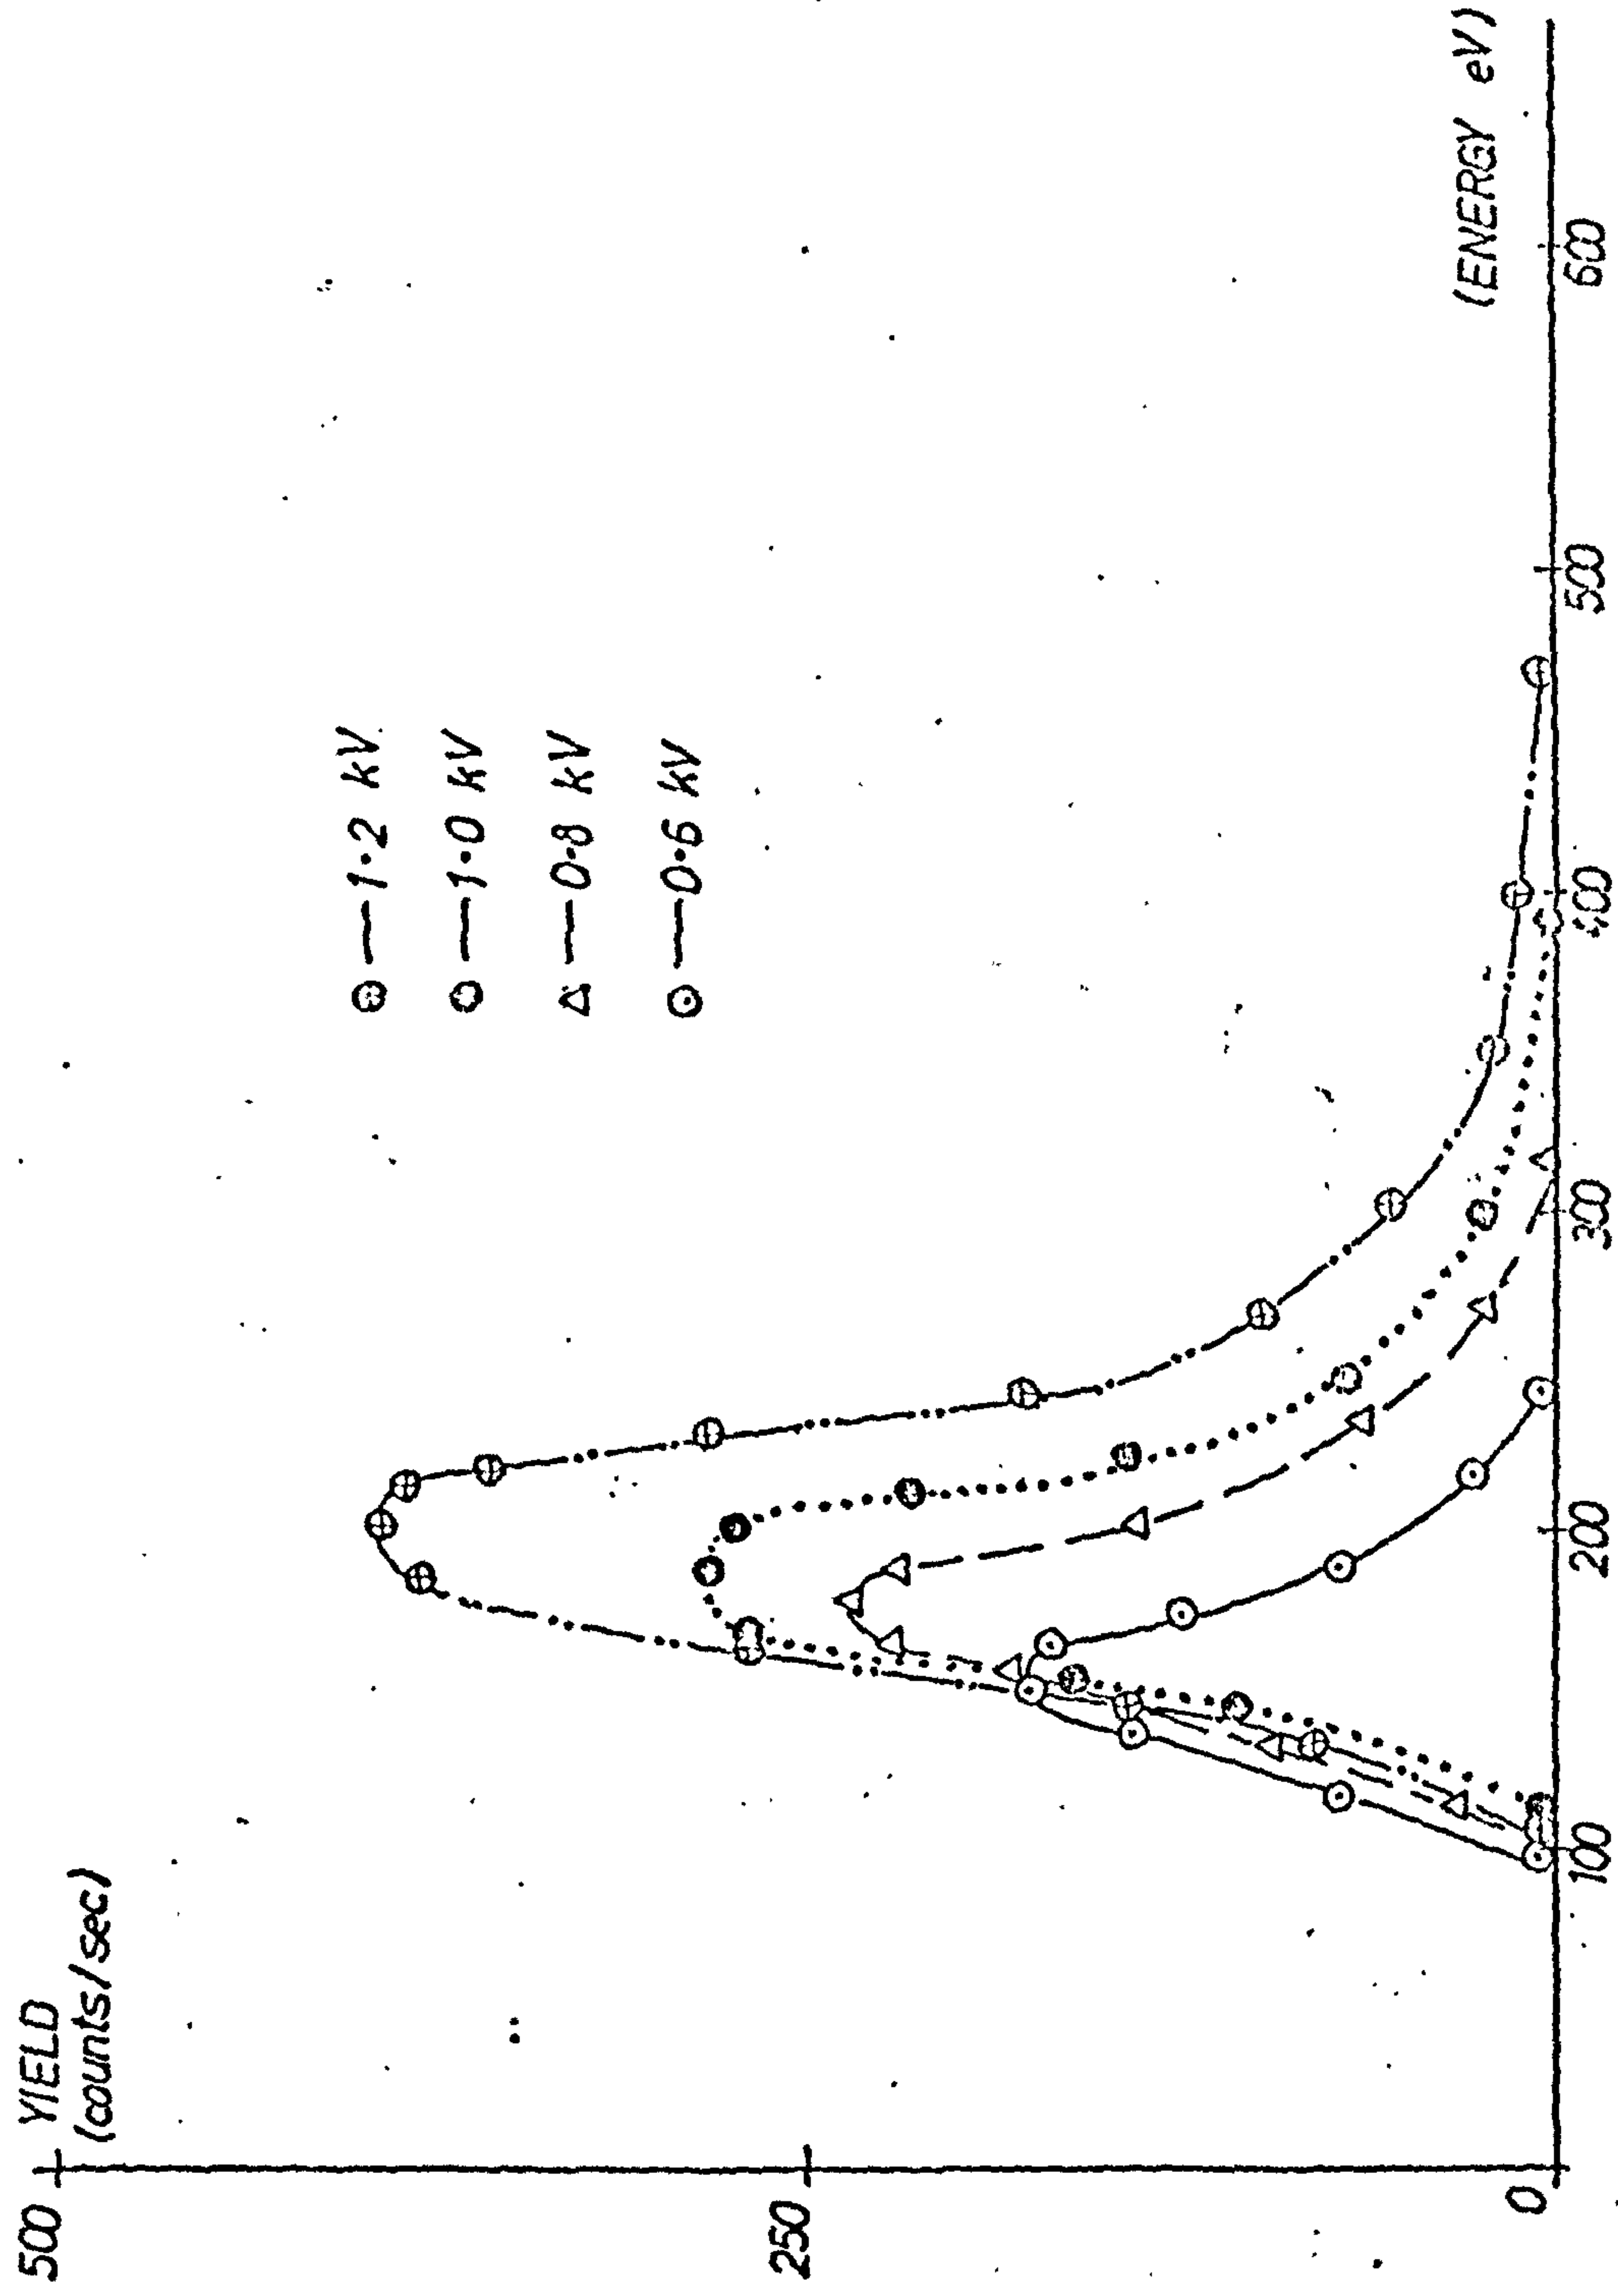 YIELD
(counts/sec)
500
250
0
1·2 kV
1·0 kV
0·8 kV
0·6 kV
100
200
300
400
500
600
(ENERGY eV)